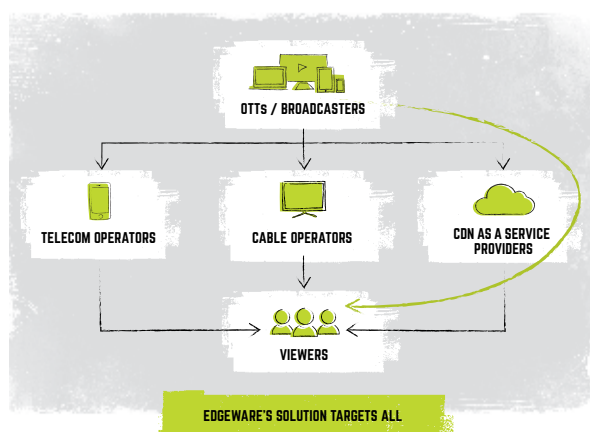 OTTs / BROADCASTERS
TELECOM OPERATORS
CABLE OPERATORS
CDN AS A SERVICE
PROVIDERS
VIEWERS
EDGEWARE'S SOLUTION TARGETS ALL